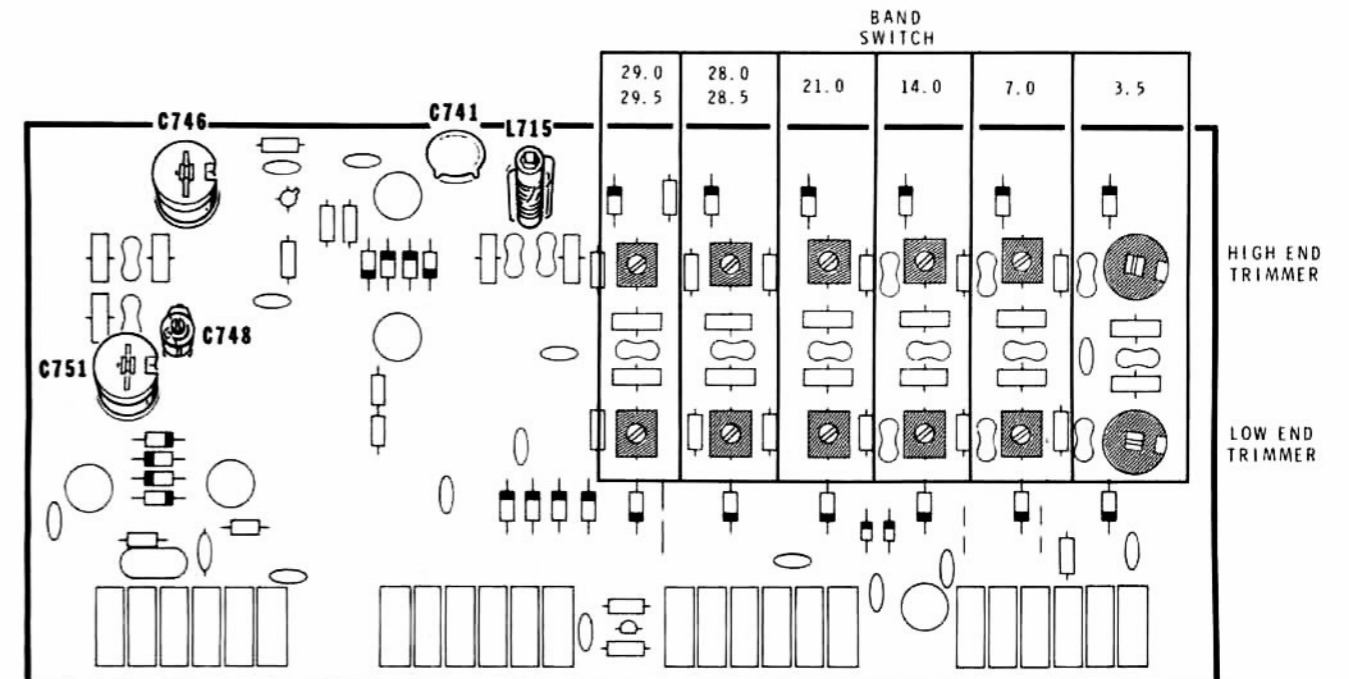 BAND
SWITCH
29.0
29.5
28.0
28.5
21.0
14.0
7.0
3.5
C746
C741
L715
HIGH END
TRIMMER
C748
C751
LOW END
TRIMMER